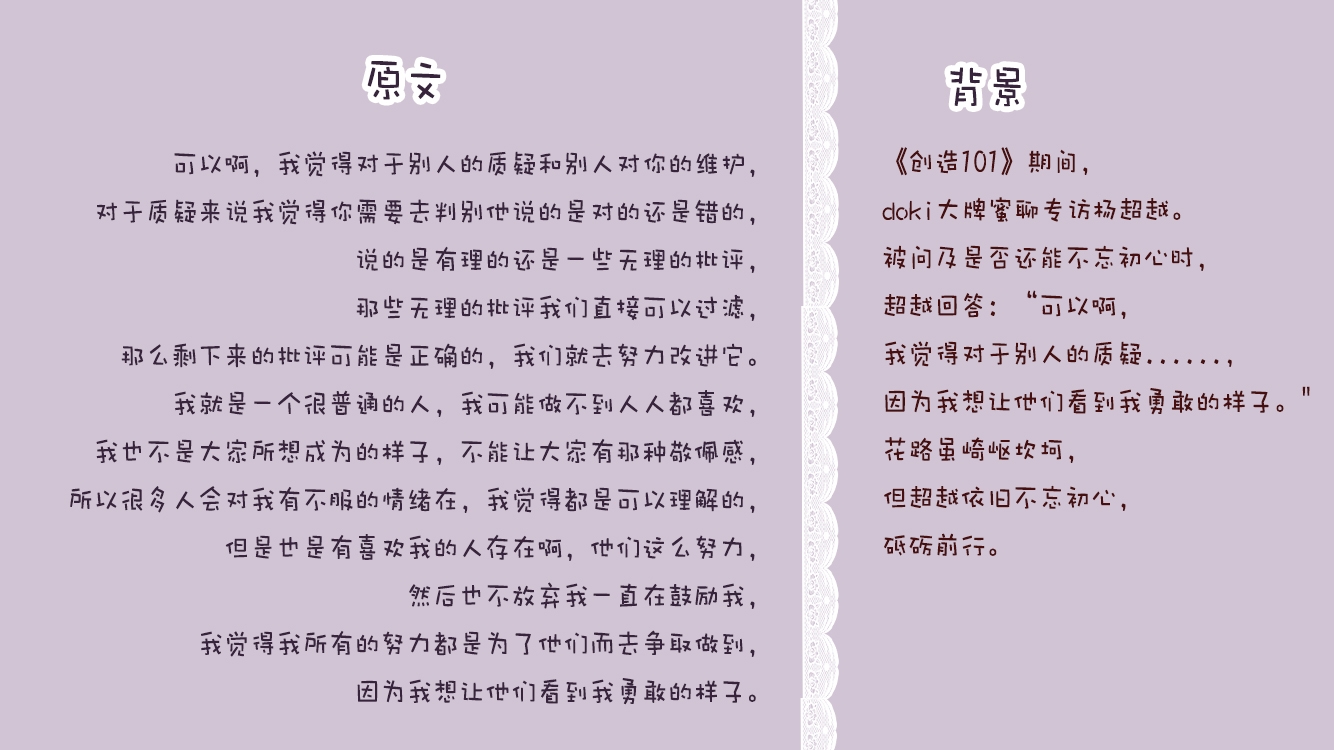 原文
可以啊，我觉得对于别人的质疑和别人对你的维护，
对于质疑来说我觉得你需要去判别他说的是对的还是错的，
说的是有理的还是一些无理的批评，
那些无理的批评我们直接可以过滤，
那么剩下来的批评可能是正确的，我们就去努力改进它。
我就是一个很普通的人，我可能做不到人人都喜欢，
我也不是大家所想成为的样子，不能让大家有那种敬佩感，
所以很多人会对我有不服的情绪在，我觉得都是可以理解的，
但是也是有喜欢我的人存在啊，他们这么努力，
然后也不放弃我一直在鼓励我，
我觉得我所有的努力都是为了他们而去争取做到，
因为我想让他们看到我勇敢的样子。
背景
《创造101》期间，
doki大牌蜜聊专访杨超越。
被问及是否还能不忘初心时，
超越回答：“可以啊，
我觉得对于别人的质疑......，
因为我想让他们看到我勇敢的样子。"
花路虽崎岖坎坷，
但超越依旧不忘初心，
砥砺前行。